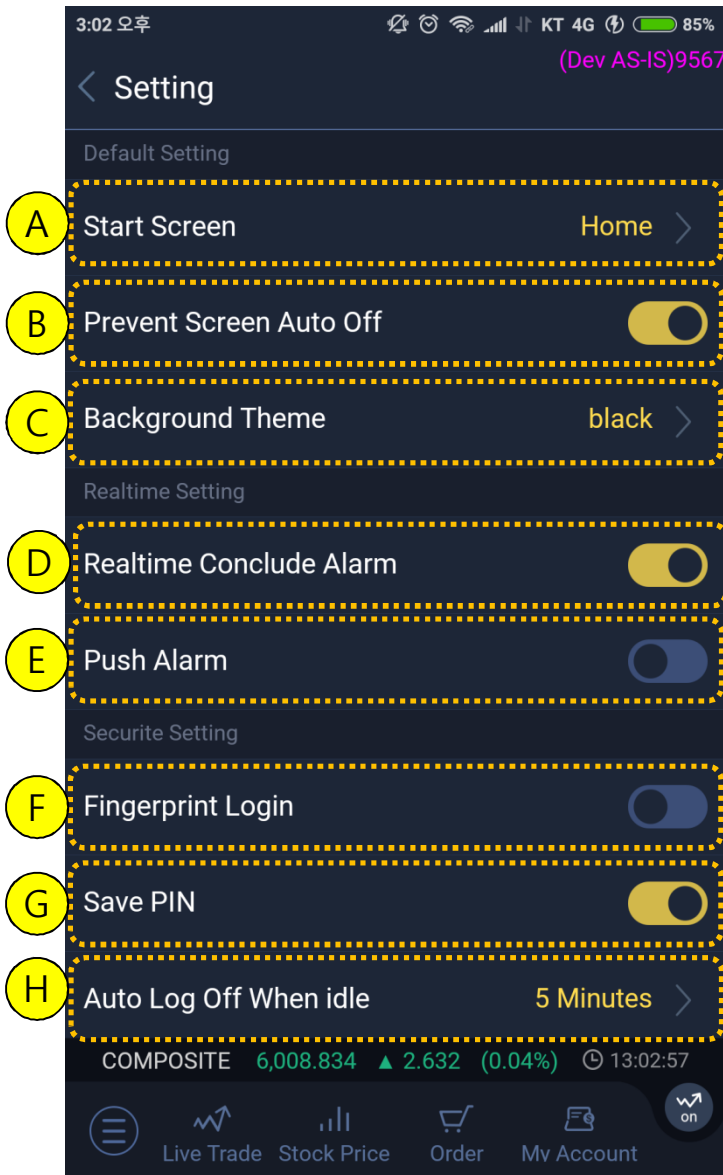 3:02 오후 KT 4G 85%
(Dev AS-IS)9567
Setting
Default Setting
A Start Screen Home
B Prevent Screen Auto Off
C Background Theme black
Realtime Setting
D Realtime Conclude Alarm
E Push Alarm
Securite Setting
F Fingerprint Login
G Save PIN
H Auto Log Off When idle 5 Minutes
COMPOSITE 6,008.834 ▲ 2.632 (0.04%) 13:02:57
on
Live Trade Stock Price Order My Account